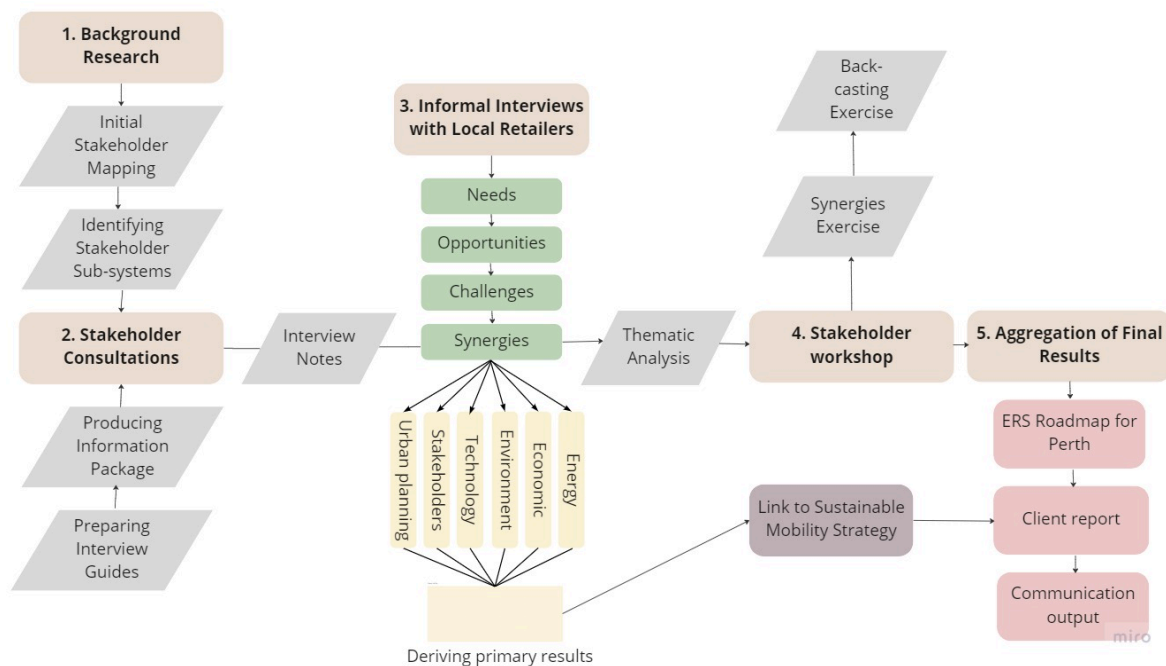 1. Background
Research
Initial
Stakeholder
Mapping
Identifying
Stakeholder
Sub-systems
2. Stakeholder
Consultations
Producing
Information
Package
Preparing
Interview
Guides
Interview
Notes
3. Informal Interviews
with Local Retailers
Needs
Opportunities
Challenges
Synergies
Urban planning
Stakeholders
Technology
Environment
Economic
Energy
Deriving primary results
Thematic
Analysis
Back-
casting
Exercise
Synergies
Exercise
4. Stakeholder
workshop
Link to Sustainable
Mobility Strategy
5. Aggregation of Final
Results
ERS Roadmap for
Perth
Client report
Communication
output
miro